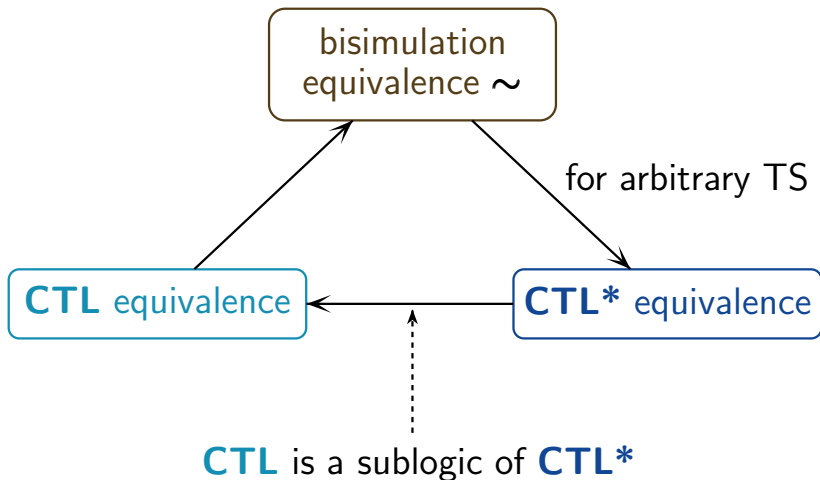 bisimulation
equivalence ∼
for arbitrary TS
CTL equivalence
CTL* equivalence
CTL is a sublogic of CTL*